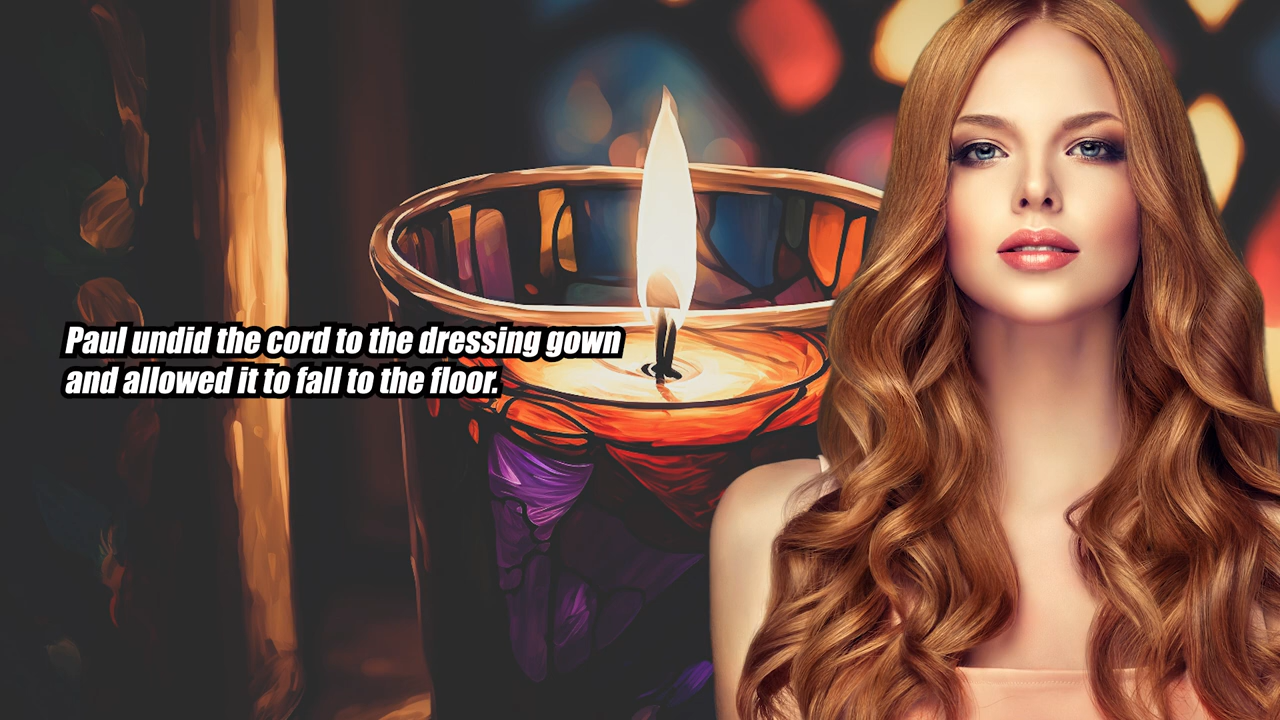 Paul undid the cord to the dressing gown
and allowed it to fall to the floor.